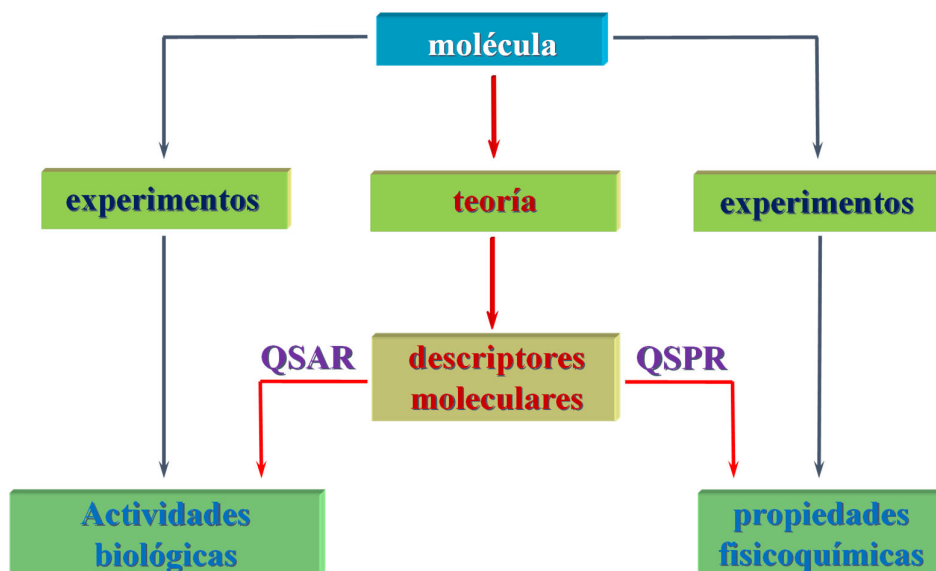 molécula
experimentos
teoría
experimentos
QSAR
descriptores
moleculares
QSPR
Actividades
biológicas
propiedades
fisicoquímicas